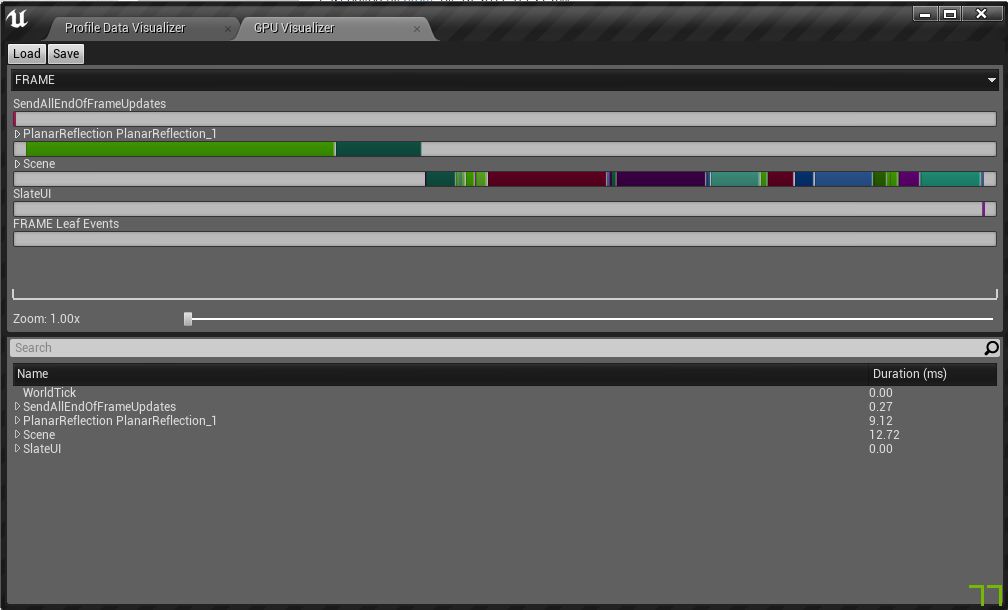 Profile Data Visualizer
GPU Visualizer
Load Save
FRAME
SendAllEndOfFrameUpdates
PlanarReflection PlanarReflection_1
Scene
SlateUI
FRAME Leaf Events
Zoom: 1.00x
Search
Name Duration (ms)
WorldTick 0.00
SendAllEndOfFrameUpdates 0.27
PlanarReflection PlanarReflection_1 9.12
Scene 12.72
SlateUI 0.00
77